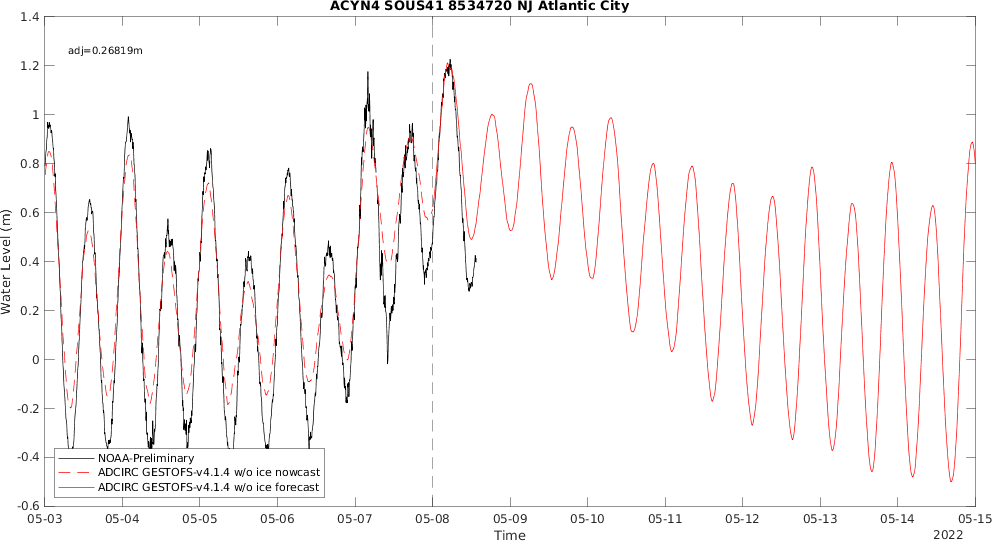 ACYN4 SOUS41 8534720 NJ Atlantic City
adj=0.26819m
1.4
1.2
1
0.8
0.6
0.4
0.2
0
-0.2
-0.4
-0.6
Water Level (m)
NOAA-Preliminary
ADCIRC GESTOFS-v4.1.4 w/o ice nowcast
ADCIRC GESTOFS-v4.1.4 w/o ice forecast
05-03 05-04 05-05 05-06 05-07 05-08 05-09 05-10 05-11 05-12 05-13 05-14 05-15
Time
2022